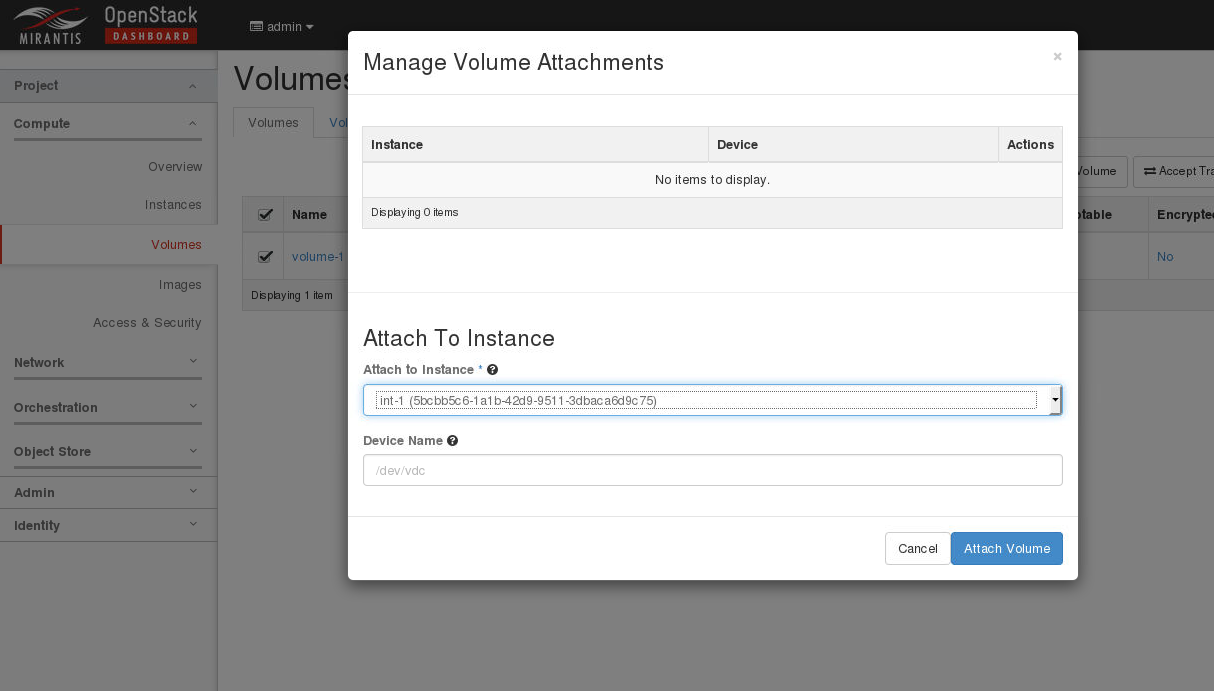 MIRANTIS
OpenStack
DASHBOARD
admin
Project
Compute
Overview
Instances
Volumes
Images
Access & Security
Network
Orchestration
Object Store
Admin
Identity
Volumes
Volumes
Vol
Volume
Accept Tra
Name
otable
Encrypted
volume-1
No
Displaying 1 item
Manage Volume Attachments
×
Instance Device Actions
No items to display.
Displaying 0 items
Attach To Instance
Attach to Instance *
int-1 (5bcbb5c6-1a1b-42d9-9511-3dbaca6d9c75)
Device Name
/dev/vdc
Cancel Attach Volume